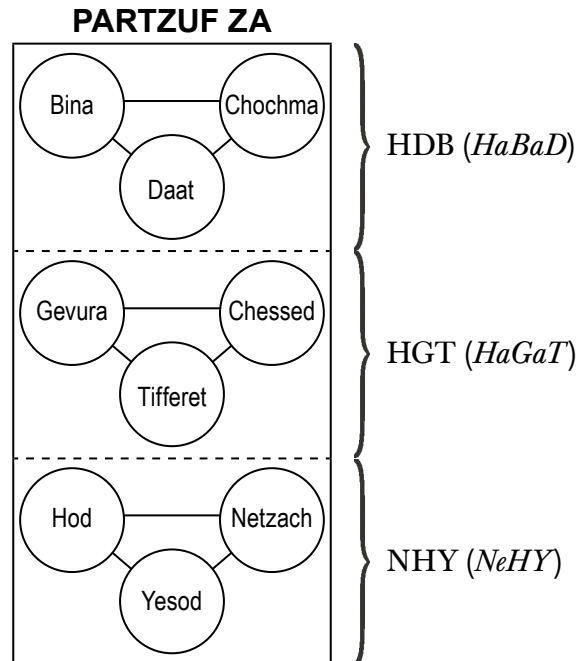 PARTZUF ZA
Bina
Chochma
Daat
HDB (HaBaD)
Gevura
Chessed
Tifferet
HGT (HaGaT)
Hod
Netzach
Yesod
NHY (NeHY)